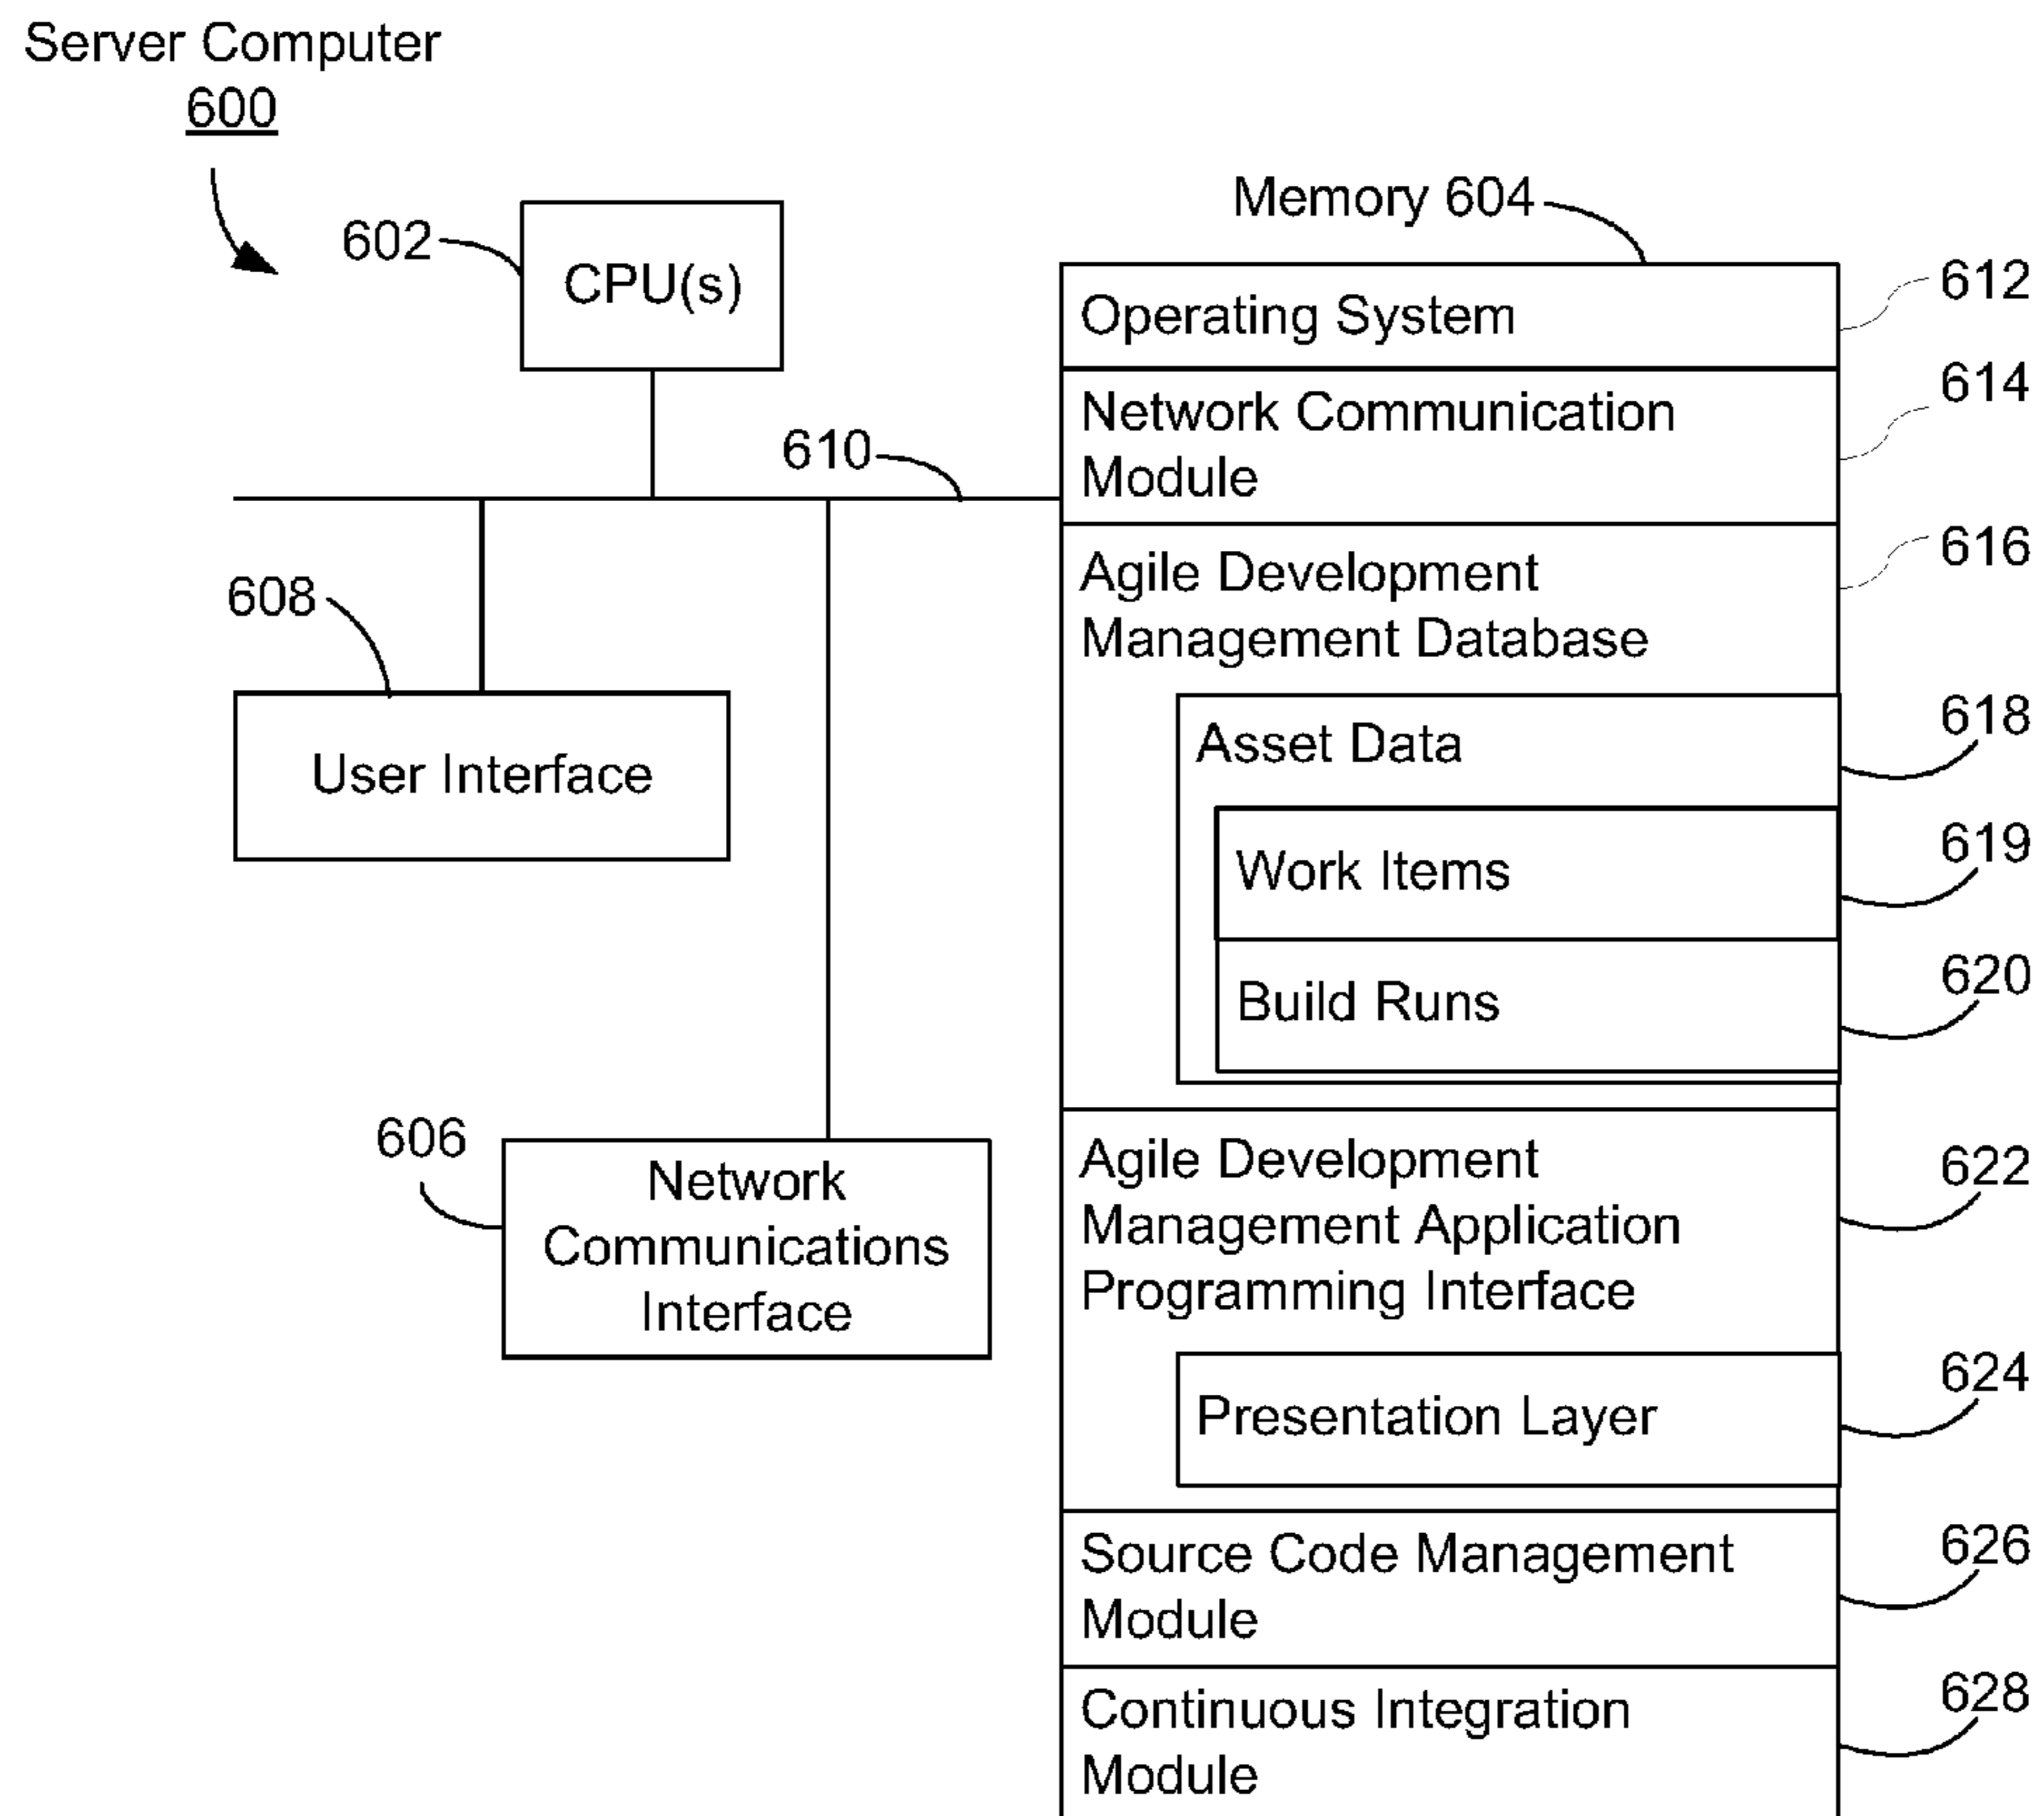 Server Computer
600
602
CPU(s)
Memory 604
612
Operating System
614
Network Communication
Module
610
616
Agile Development
Management Database
608
User Interface
618
Asset Data
619
Work Items
620
Build Runs
606
Network
Communications
Interface
622
Agile Development
Management Application
Programming Interface
624
Presentation Layer
626
Source Code Management
Module
628
Continuous Integration
Module